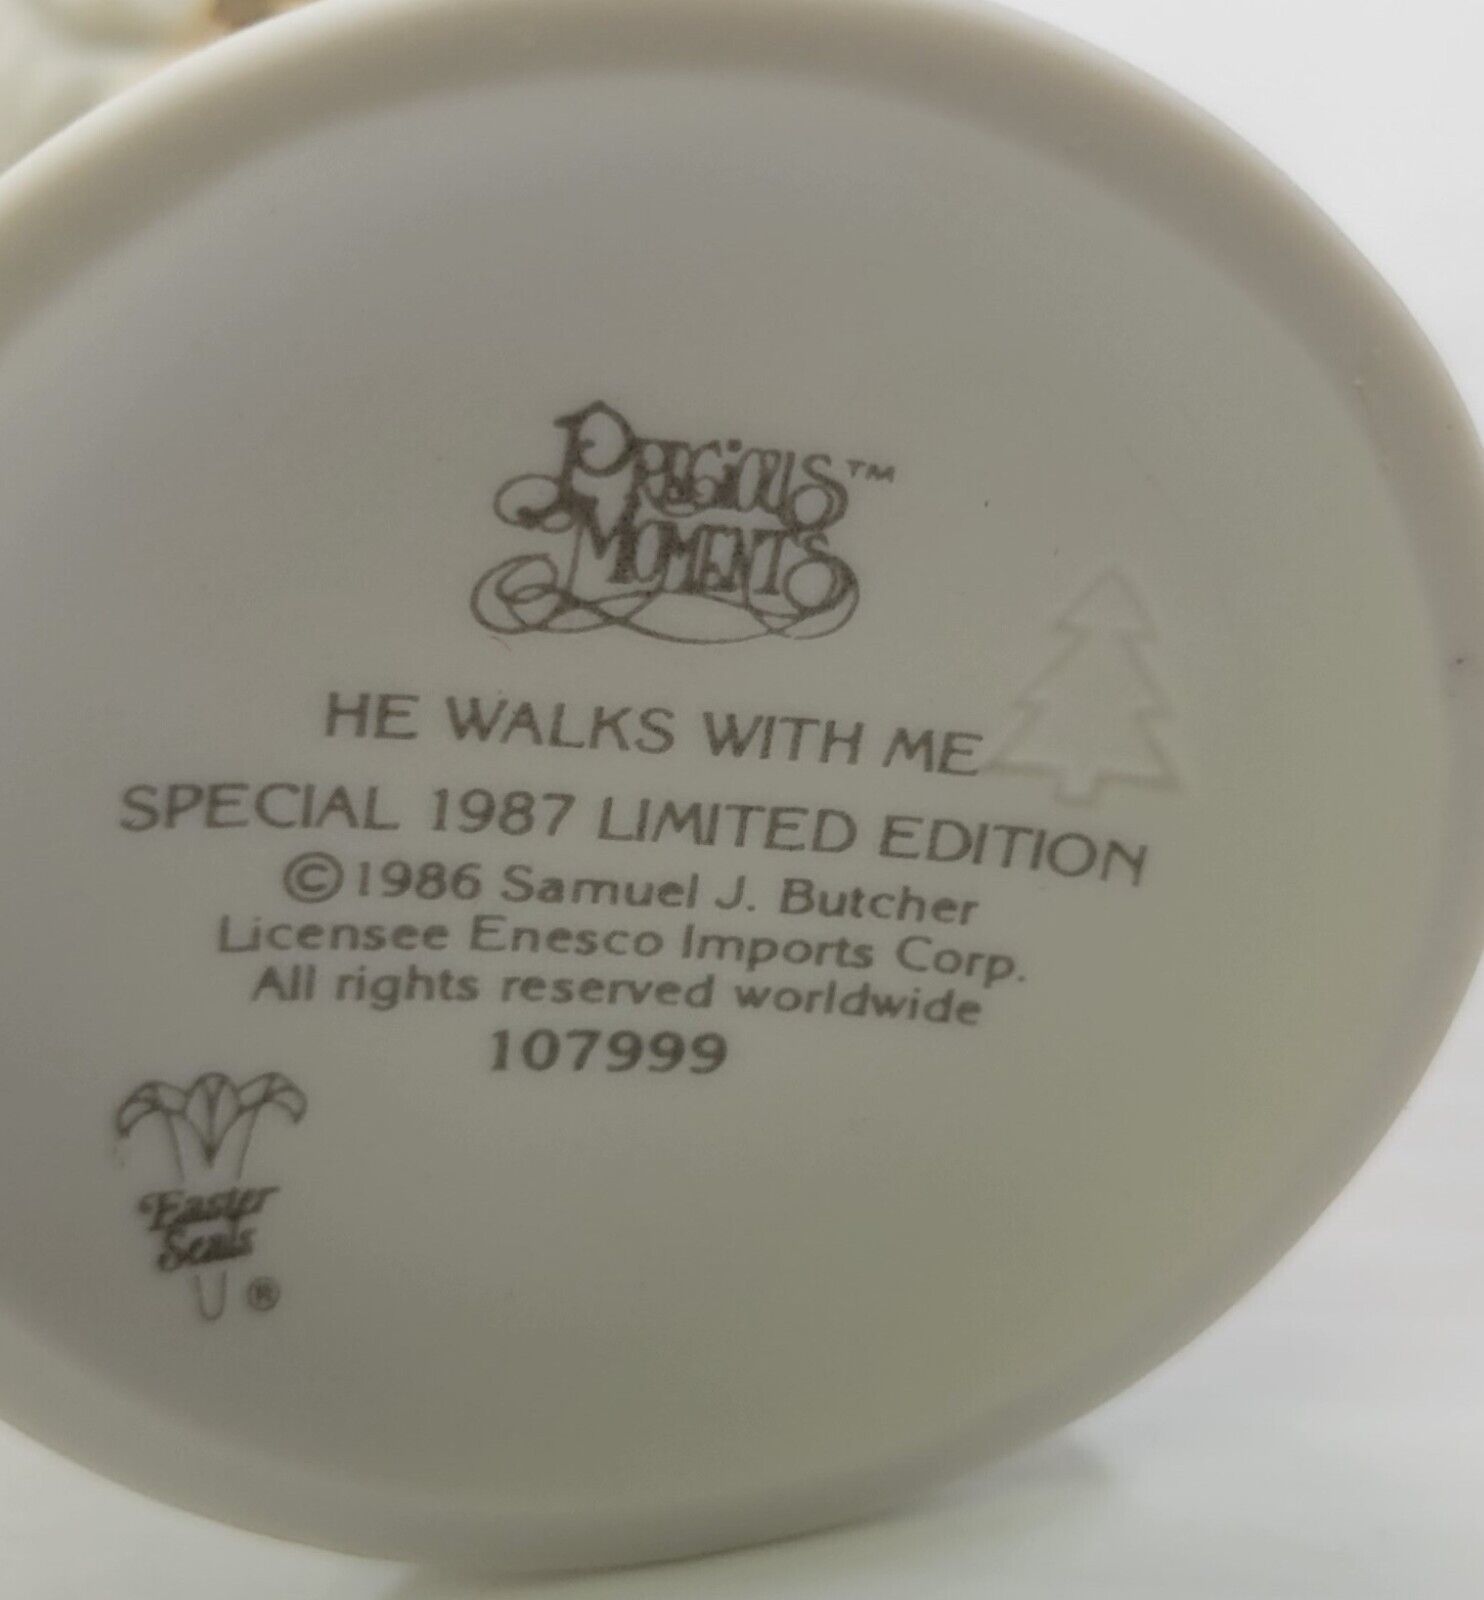 Precious™
Moments
HE WALKS WITH ME
SPECIAL 1987 LIMITED EDITION
©1986 Samuel J. Butcher
Licensee Enesco Imports Corp.
All rights reserved worldwide
107999
Easter
Seals
®